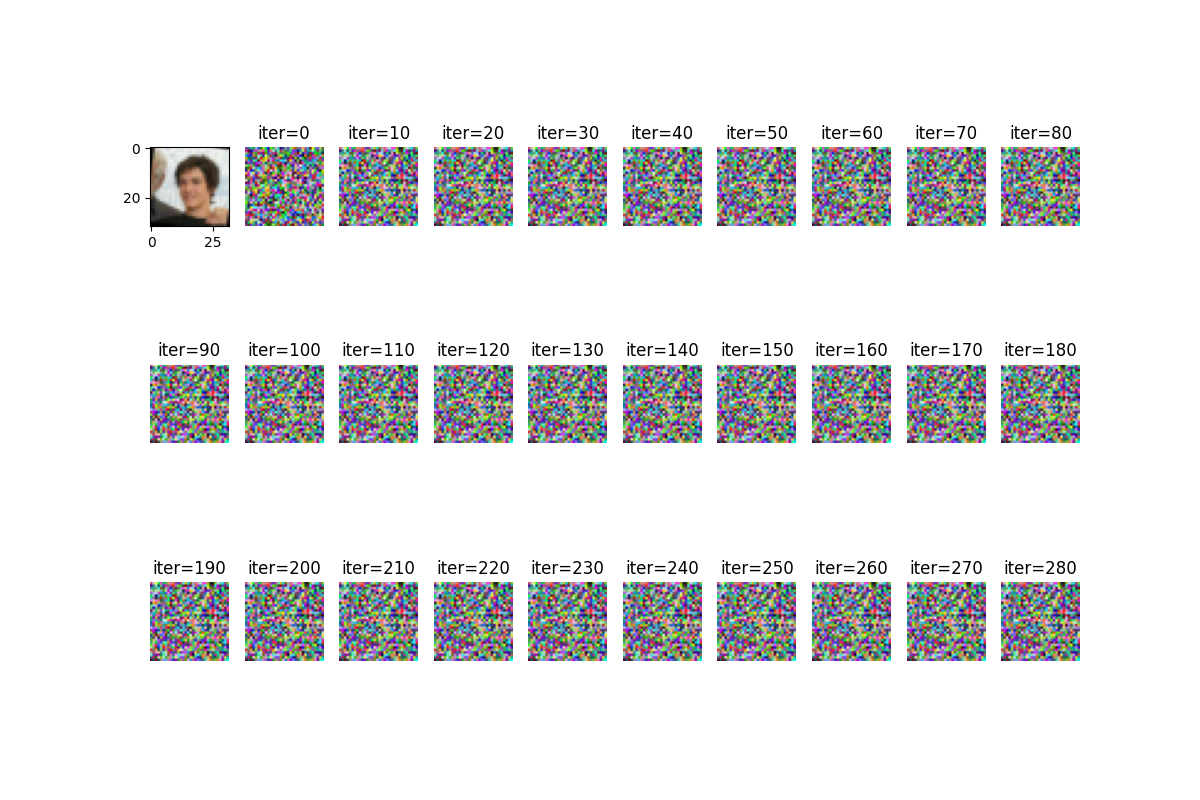 iter=0 iter=10 iter=20 iter=30 iter=40 iter=50 iter=60 iter=70 iter=80
0
20
0 25
iter=90 iter=100 iter=110 iter=120 iter=130 iter=140 iter=150 iter=160 iter=170 iter=180
iter=190 iter=200 iter=210 iter=220 iter=230 iter=240 iter=250 iter=260 iter=270 iter=280